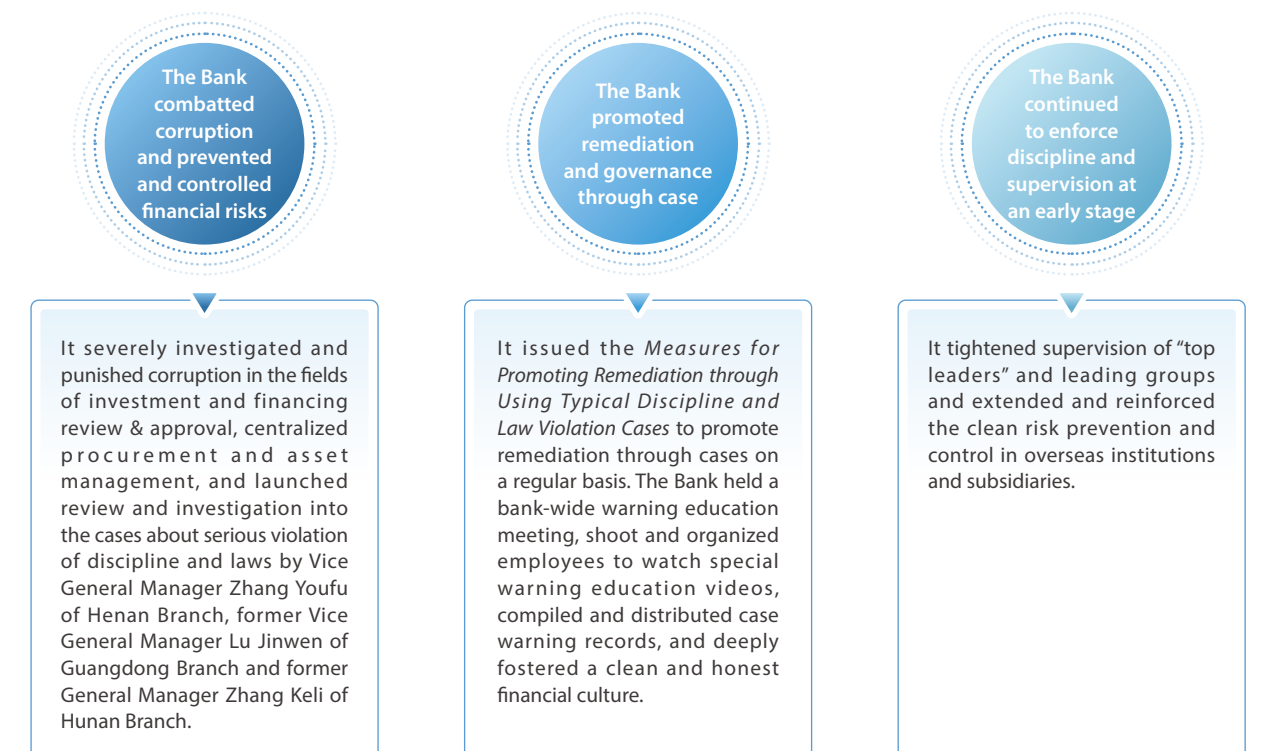 The Bank
combatted
corruption
and prevented
and controlled
financial risks
The Bank
promoted
remediation
and governance
through case
The Bank
continued
to enforce
discipline and
supervision at
an early stage
It severely investigated and
punished corruption in the fields
of investment and financing
review & approval, centralized
procurement and asset
management, and launched
review and investigation into
the cases about serious violation
of discipline and laws by Vice
General Manager Zhang Youfu
of Henan Branch, former Vice
General Manager Lu Jinwen of
Guangdong Branch and former
General Manager Zhang Keli of
Hunan Branch.
It issued the Measures for
Promoting Remediation through
Using Typical Discipline and
Law Violation Cases to promote
remediation through cases on
a regular basis. The Bank held a
bank-wide warning education
meeting, shoot and organized
employees to watch special
warning education videos,
compiled and distributed case
warning records, and deeply
fostered a clean and honest
financial culture.
It tightened supervision of “top
leaders” and leading groups
and extended and reinforced
the clean risk prevention and
control in overseas institutions
and subsidiaries.